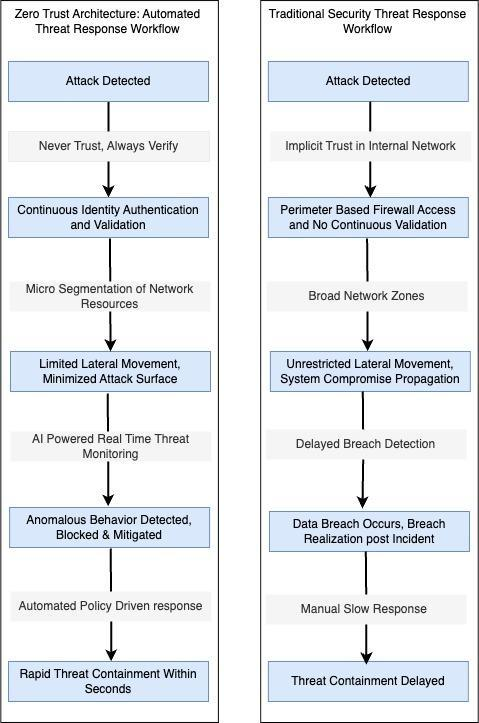 Zero Trust Architecture: Automated
Threat Response Workflow
Attack Detected
Never Trust, Always Verify
Continuous Identity Authentication
and Validation
Micro Segmentation of Network
Resources
Limited Lateral Movement,
Minimized Attack Surface
AI Powered Real Time Threat
Monitoring
Anomalous Behavior Detected,
Blocked & Mitigated
Automated Policy Driven response
Rapid Threat Containment Within
Seconds
Traditional Security Threat Response
Workflow
Attack Detected
Implicit Trust in Internal Network
Perimeter Based Firewall Access
and No Continuous Validation
Broad Network Zones
Unrestricted Lateral Movement,
System Compromise Propagation
Delayed Breach Detection
Data Breach Occurs, Breach
Realization post Incident
Manual Slow Response
Threat Containment Delayed